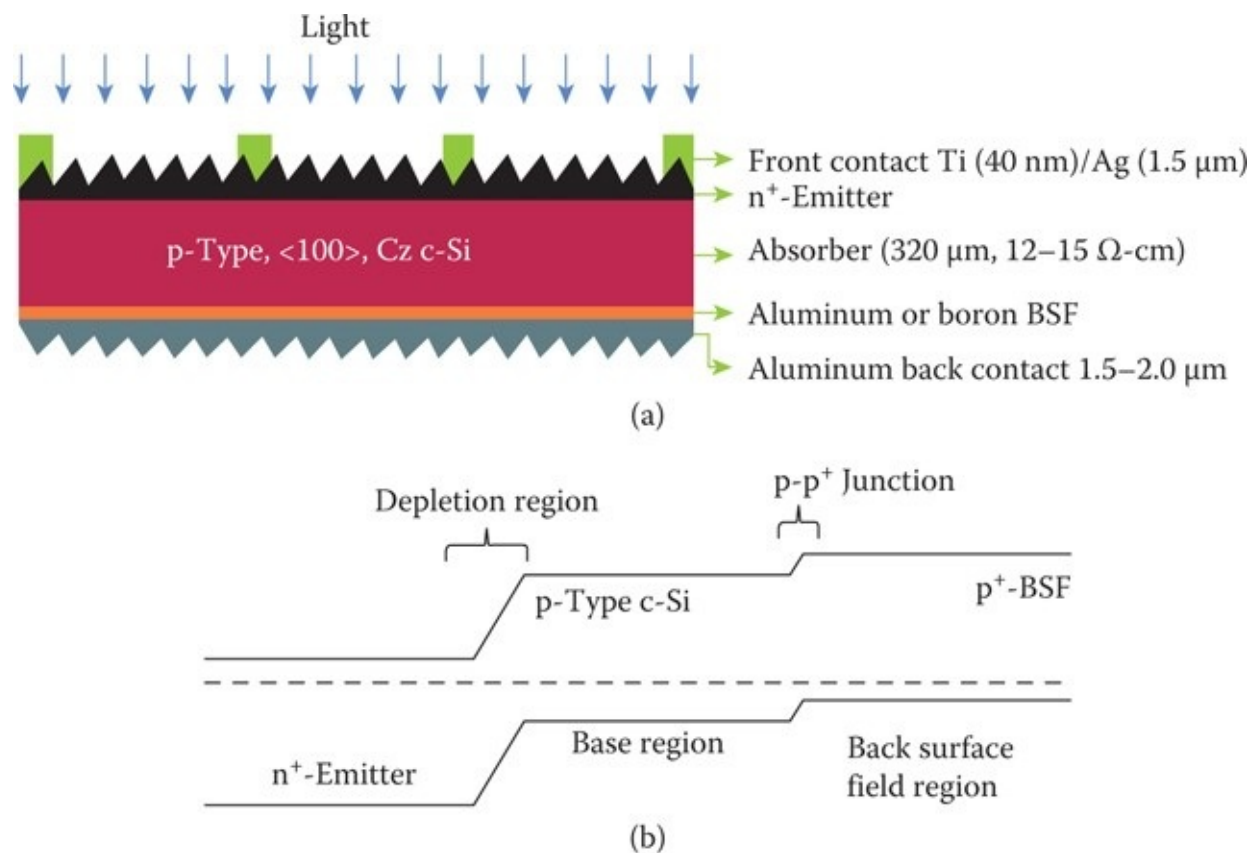 Light
Front contact Ti (40 nm)/Ag (1.5 µm)
n⁺-Emitter
p-Type, <100>, Cz c-Si
Absorber (320 µm, 12–15 Ω-cm)
Aluminum or boron BSF
Aluminum back contact 1.5–2.0 µm
(a)
p-p⁺ Junction
Depletion region
p-Type c-Si
p⁺-BSF
Base region
Back surface
field region
n⁺-Emitter
(b)